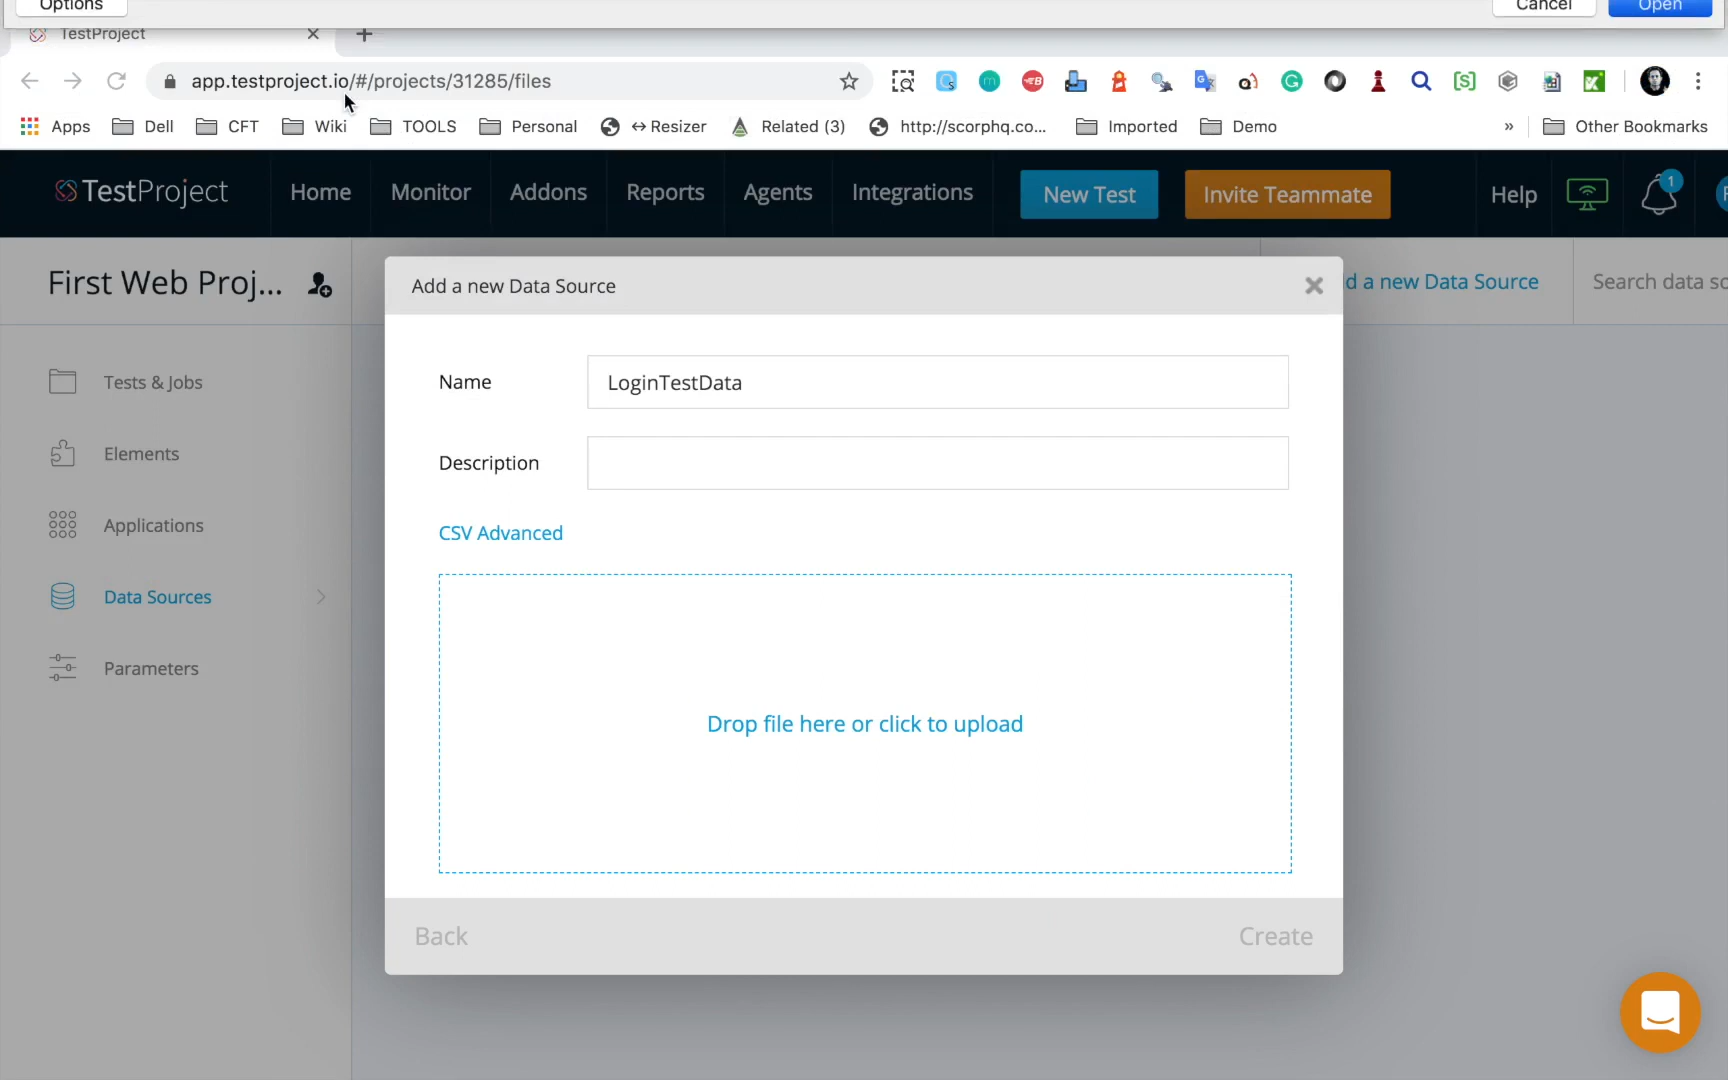 Options
Cancel
Open
TestProject
app.testproject.io/#/projects/31285/files
Apps
Dell
CFT
Wiki
TOOLS
Personal
↔Resizer
Related (3)
http://scorphq.co...
Imported
Demo
»
Other Bookmarks
TestProject
Home
Monitor
Addons
Reports
Agents
Integrations
New Test
Invite Teammate
Help
1
First Web Proj...
Add a new Data Source
d a new Data Source
Search data so
Tests & Jobs
Elements
Applications
Data Sources
Parameters
Name
LoginTestData
Description
CSV Advanced
Drop file here or click to upload
Back
Create